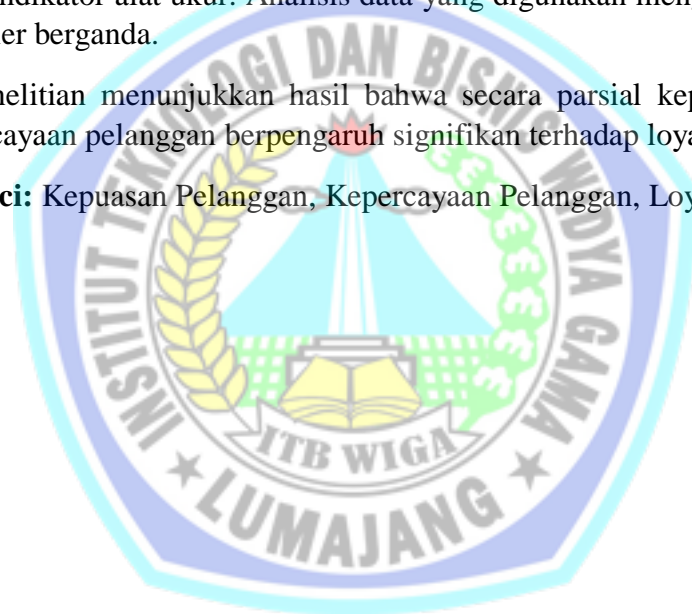 ndikator alat ukur. Analisis data yang digunakan men
er berganda.
nelitian menunjukkan hasil bahwa secara parsial kep
cayaan pelanggan berpengaruh signifikan terhadap loya
ci: Kepuasan Pelanggan, Kepercayaan Pelanggan, Loy
INSTITUT TEKNOLOGI DAN BISNIS WIDYA GAMA
ITB WIGA
LUMAJANG